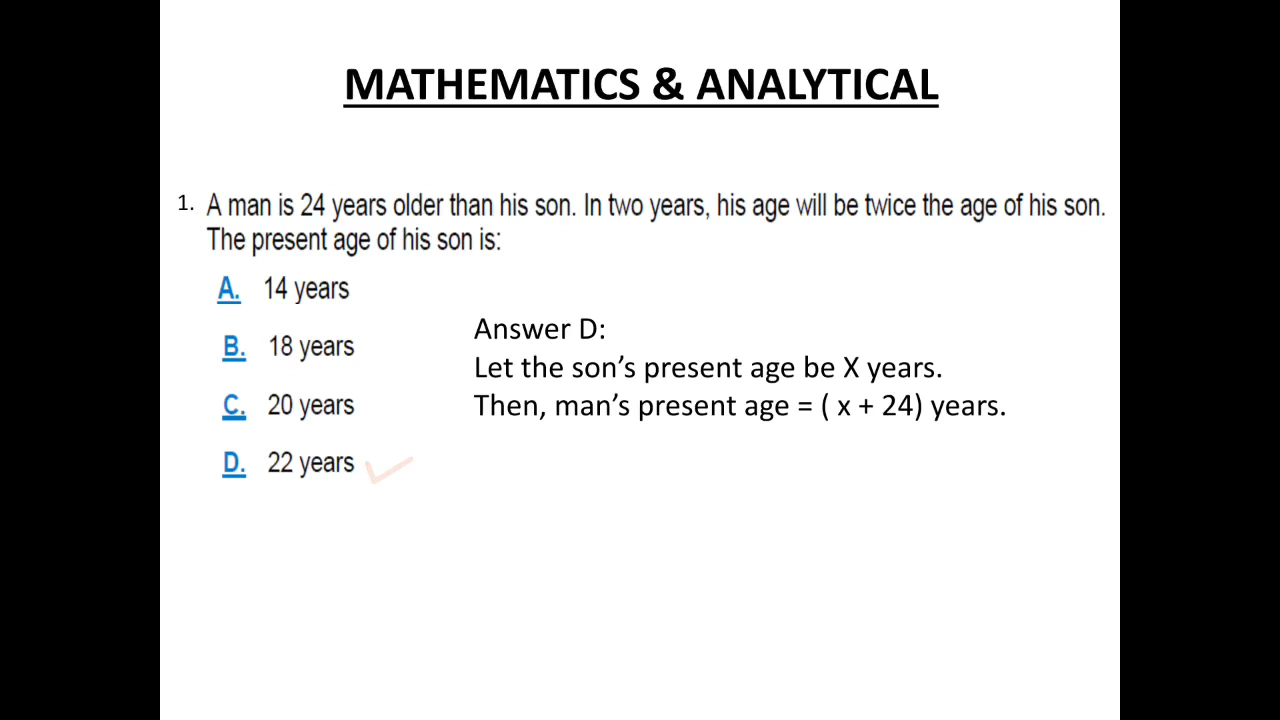 MATHEMATICS & ANALYTICAL
1. A man is 24 years older than his son. In two years, his age will be twice the age of his son.
The present age of his son is:
A. 14 years
B. 18 years
C. 20 years
D. 22 years
Answer D:
Let the son’s present age be X years.
Then, man’s present age = ( x + 24) years.